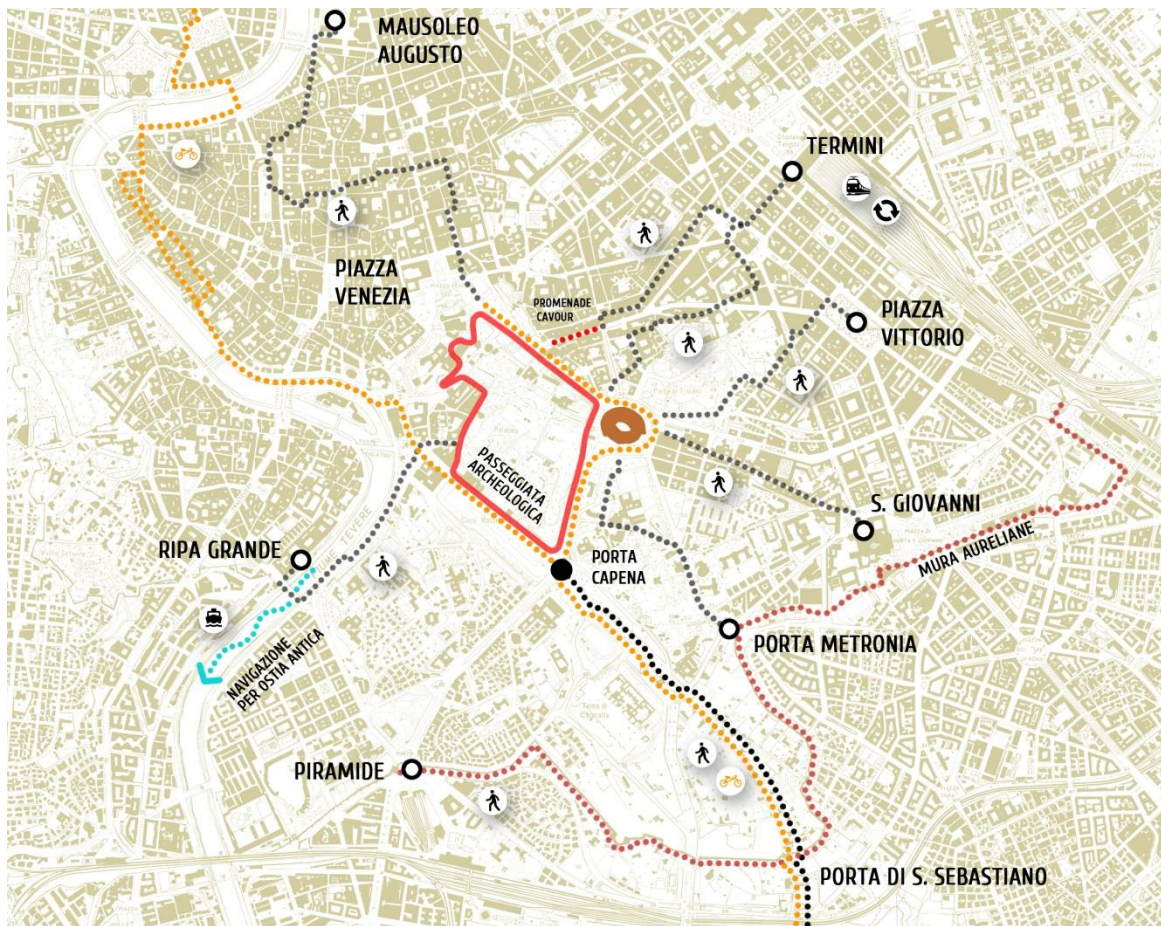 MAUSOLEO
AUGUSTO
TERMINI
PIAZZA
VENEZIA
PROMENADE
CAVOUR
PIAZZA
VITTORIO
PASSEGGIATA
ARCHEOLOGICA
S. GIOVANNI
MURA AURELIANE
RIPA GRANDE
PORTA
CAPENA
PORTA METRONIA
NAVIGAZIONE
PER OSTIA ANTICA
PIRAMIDE
PORTA DI S. SEBASTIANO